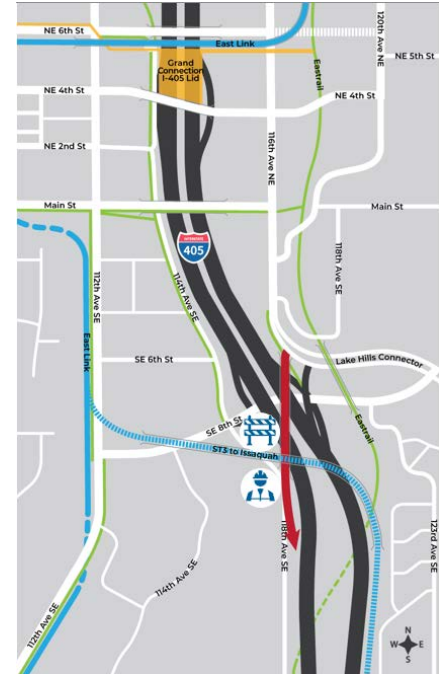 NE 6th St
East Link
120th Ave NE
NE 5th St
Grand
Connection
I-405 Lid
Eastrail
NE 4th St
NE 4th St
NE 2nd St
116th Ave NE
Main St
Main St
INTERSTATE
405
118th Ave SE
112th Ave SE
114th Ave SE
East Link
SE 6th St
Lake Hills Connector
SE 8th St
Eastrail
ST3 to Issaquah
118th Ave SE
123rd Ave SE
114th Ave SE
112th Ave SE
N
W
E
S